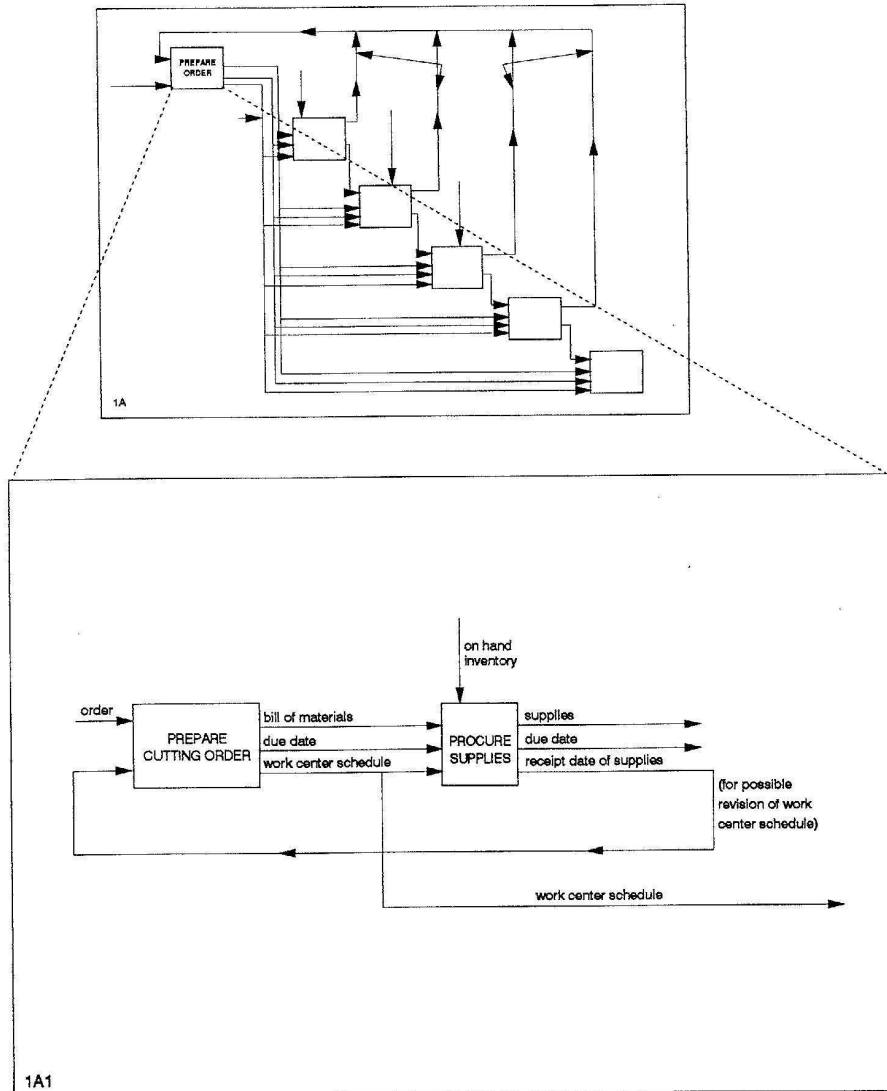 PREPARE
ORDER
1A
on hand
inventory
order
bill of materials
supplies
PREPARE
CUTTING ORDER
due date
PROCURE
SUPPLIES
due date
work center schedule
receipt date of supplies
(for possible
revision of work
center schedule)
work center schedule
1A1